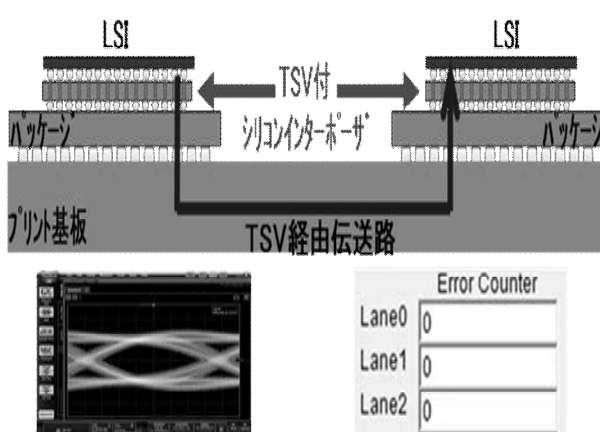 LSI
LSI
TSV付
シリコンインターポーザ
パッケージ
パッケージ
プリント基板
TSV経由伝送路
Error Counter
Lane0 0
Lane1 0
Lane2 0